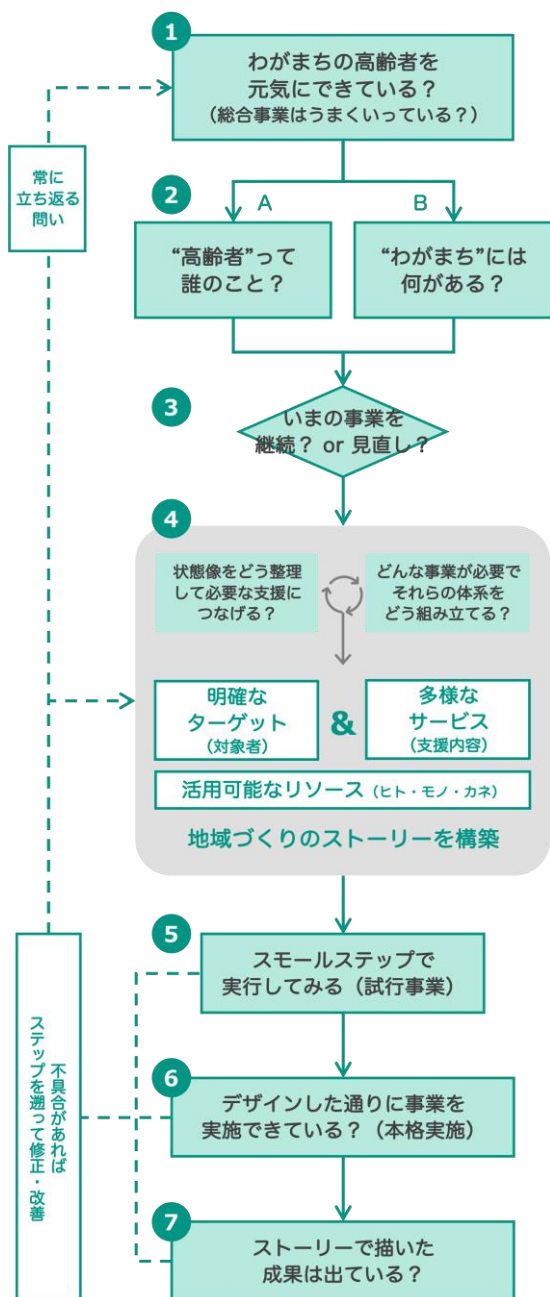 1
わがまちの高齢者を
元気にできている?
(総合事業はうまくいっている?)
常に
立ち返る
問い
2
A
B
“高齢者”って
誰のこと?
“わがまち”には
何がある?
3
いまの事業を
継続? or 見直し?
4
状態像をどう整理
して必要な支援に
つなげる?
どんな事業が必要で
それらの体系を
どう組み立てる?
明確な
ターゲット
(対象者)
&
多様な
サービス
(支援内容)
活用可能なリソース(ヒト・モノ・カネ)
地域づくりのストーリーを構築
5
スモールステップで
実行してみる(試行事業)
不具合があれば
ステップを遡って修正・改善
6
デザインした通りに事業を
実施できている?(本格実施)
7
ストーリーで描いた
成果は出ている?